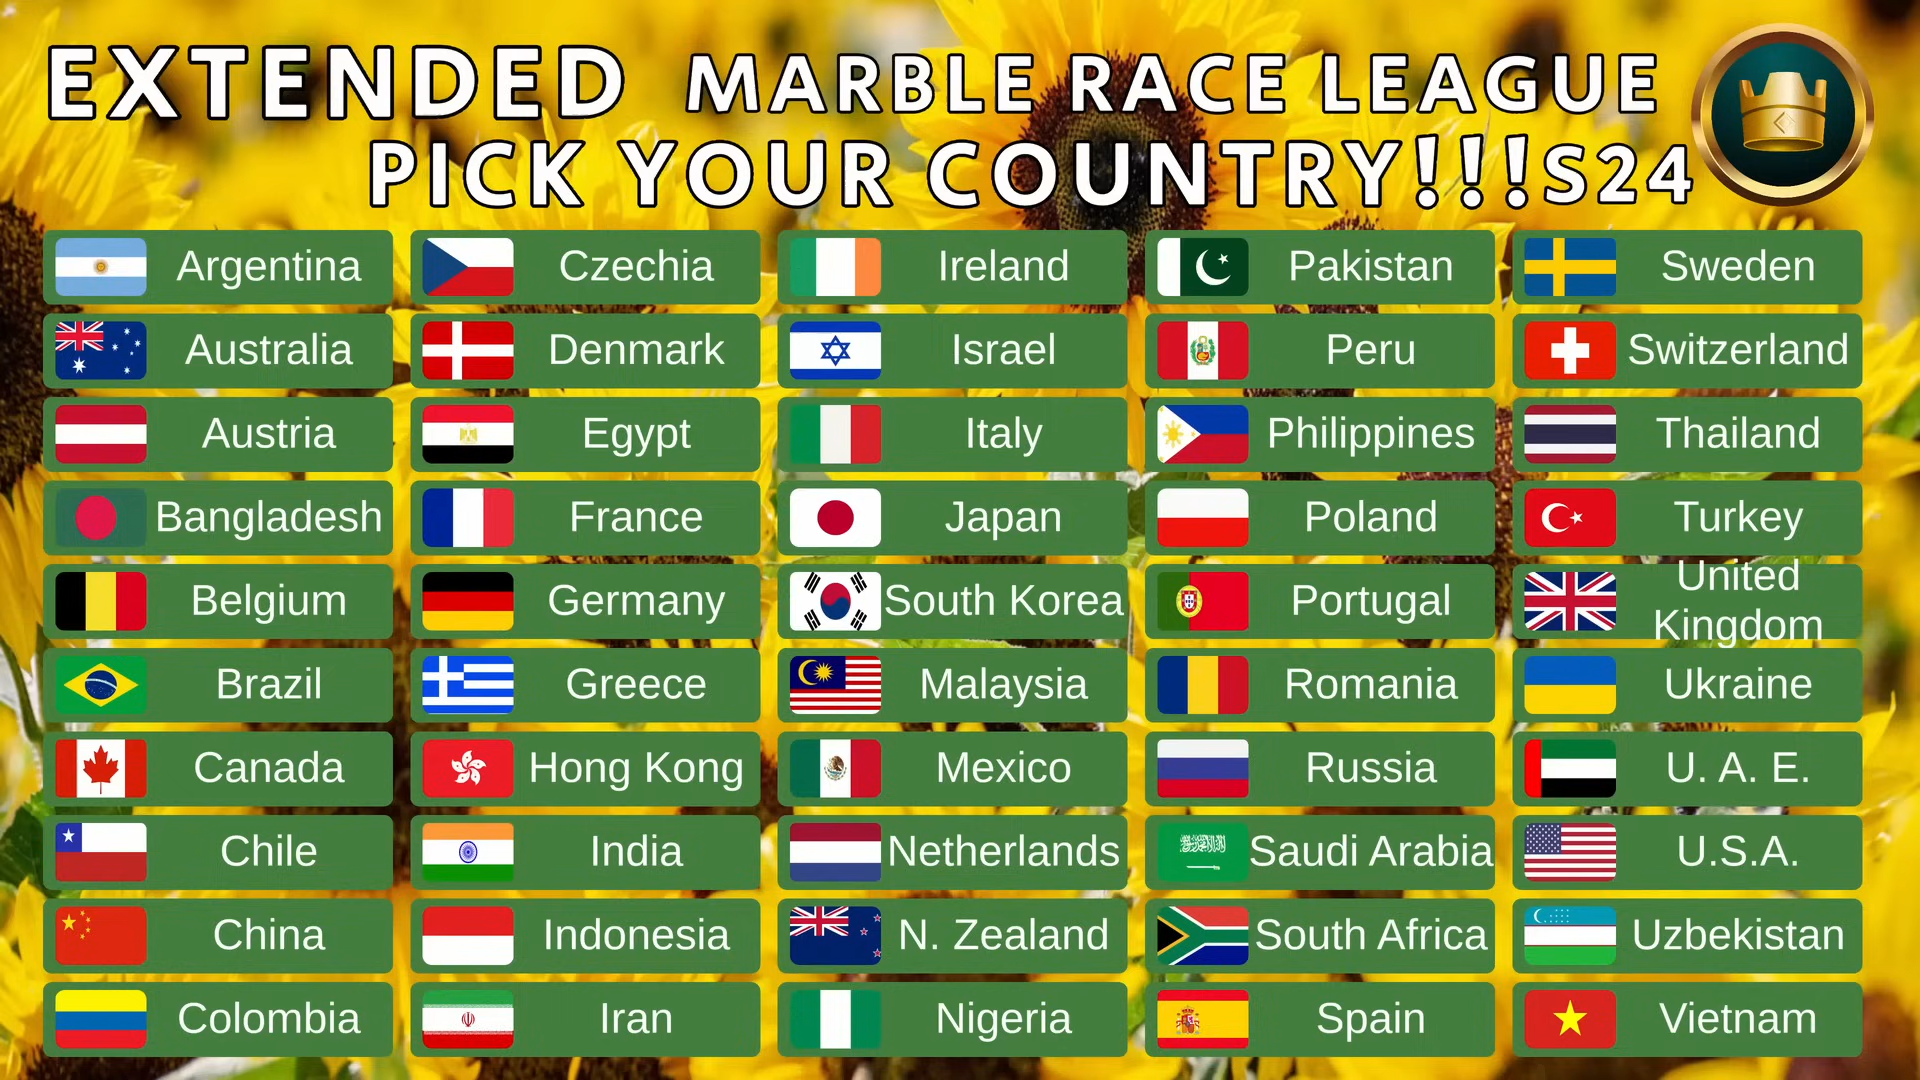 EXTENDED MARBLE RACE LEAGUE
PICK YOUR COUNTRY!!! S24
Argentina
Australia
Austria
Bangladesh
Belgium
Brazil
Canada
Chile
China
Colombia
Czechia
Denmark
Egypt
France
Germany
Greece
Hong Kong
India
Indonesia
Iran
Ireland
Israel
Italy
Japan
South Korea
Malaysia
Mexico
Netherlands
N. Zealand
Nigeria
Pakistan
Peru
Philippines
Poland
Portugal
Romania
Russia
Saudi Arabia
South Africa
Spain
Sweden
Switzerland
Thailand
Turkey
United
Kingdom
Ukraine
U. A. E.
U.S.A.
Uzbekistan
Vietnam